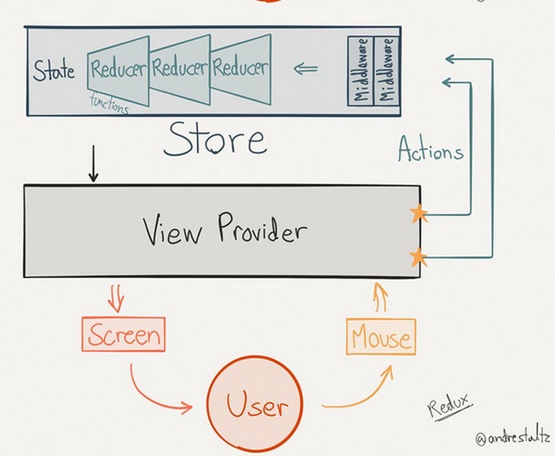 State
Reducer
Reducer
Reducer
functions
Middleware
Middleware
Store
Actions
View Provider
Screen
Mouse
User
Redux
@andrestaltz